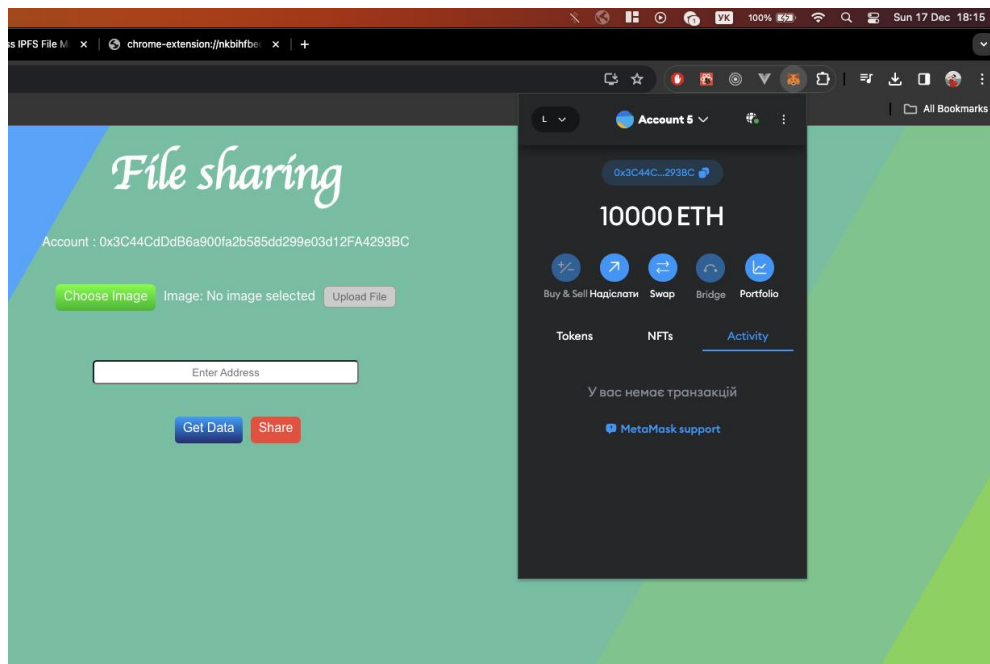 УК 100% Sun 17 Dec 18:15
ss IPFS File M chrome-extension://nkbihfbe
All Bookmarks
L Account 5
File sharing
0x3C44C...293BC
10000 ETH
Account : 0x3C44CdDdB6a900fa2b585dd299e03d12FA4293BC
Choose Image Image: No image selected Upload File
Buy & Sell Надіслати Swap Bridge Portfolio
Tokens NFTs Activity
Enter Address
У вас немає транзакцій
Get Data Share
MetaMask support